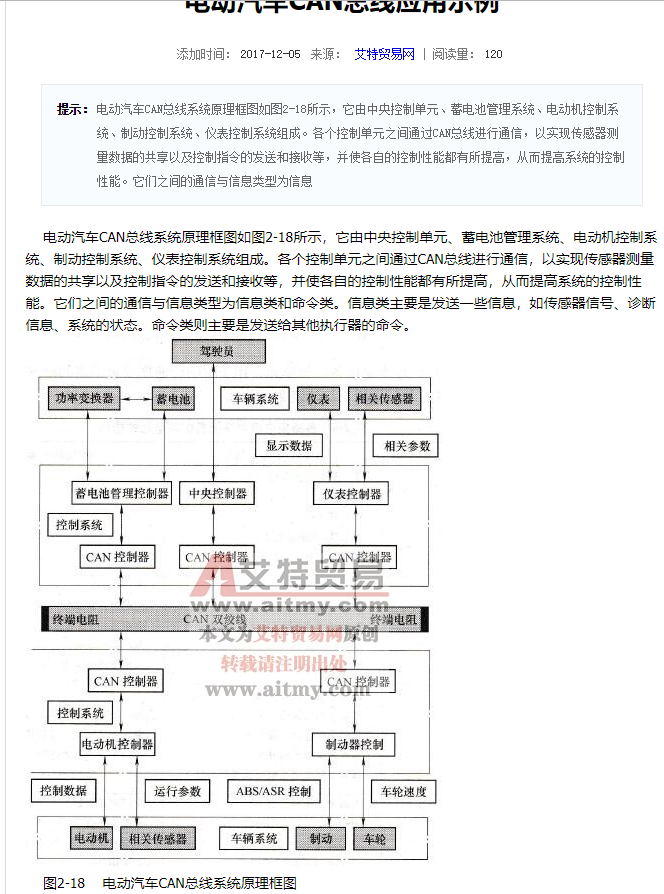 电动汽车CAN总线应用示例
添加时间： 2017-12-05 来源： 艾特贸易网 | 阅读量： 120
提示： 电动汽车CAN总线系统原理框图如图2-18所示，它由中央控制单元、蓄电池管理系统、电动机控制系
统、制动控制系统、仪表控制系统组成。各个控制单元之间通过CAN总线进行通信，以实现传感器测
量数据的共享以及控制指令的发送和接收等，并使各自的控制性能都有所提高，从而提高系统的控制
性能。它们之间的通信与信息类型为信息
电动汽车CAN总线系统原理框图如图2-18所示，它由中央控制单元、蓄电池管理系统、电动机控制系
统、制动控制系统、仪表控制系统组成。各个控制单元之间通过CAN总线进行通信，以实现传感器测量
数据的共享以及控制指令的发送和接收等，并使各自的控制性能都有所提高，从而提高系统的控制性
能。它们之间的通信与信息类型为信息类和命令类。信息类主要是发送一些信息，如传感器信号、诊断
信息、系统的状态。命令类则主要是发送给其他执行器的命令。
驾驶员
功率变换器 蓄电池 车辆系统 仪表 相关传感器
显示数据 相关参数
蓄电池管理控制器 中央控制器 仪表控制器
控制系统
CAN 控制器 CAN 控制器 CAN 控制器
艾特贸易
www.aitmy.com
终端电阻 CAN 双绞线 终端电阻
本文为艾特贸易网原创
转载请注明出处
CAN 控制器 CAN 控制器
www.aitmy.com
控制系统
电动机控制器 制动器控制
控制数据 运行参数 ABS/ASR 控制 车轮速度
电动机 相关传感器 车辆系统 制动 车轮
图2-18 电动汽车CAN总线系统原理框图